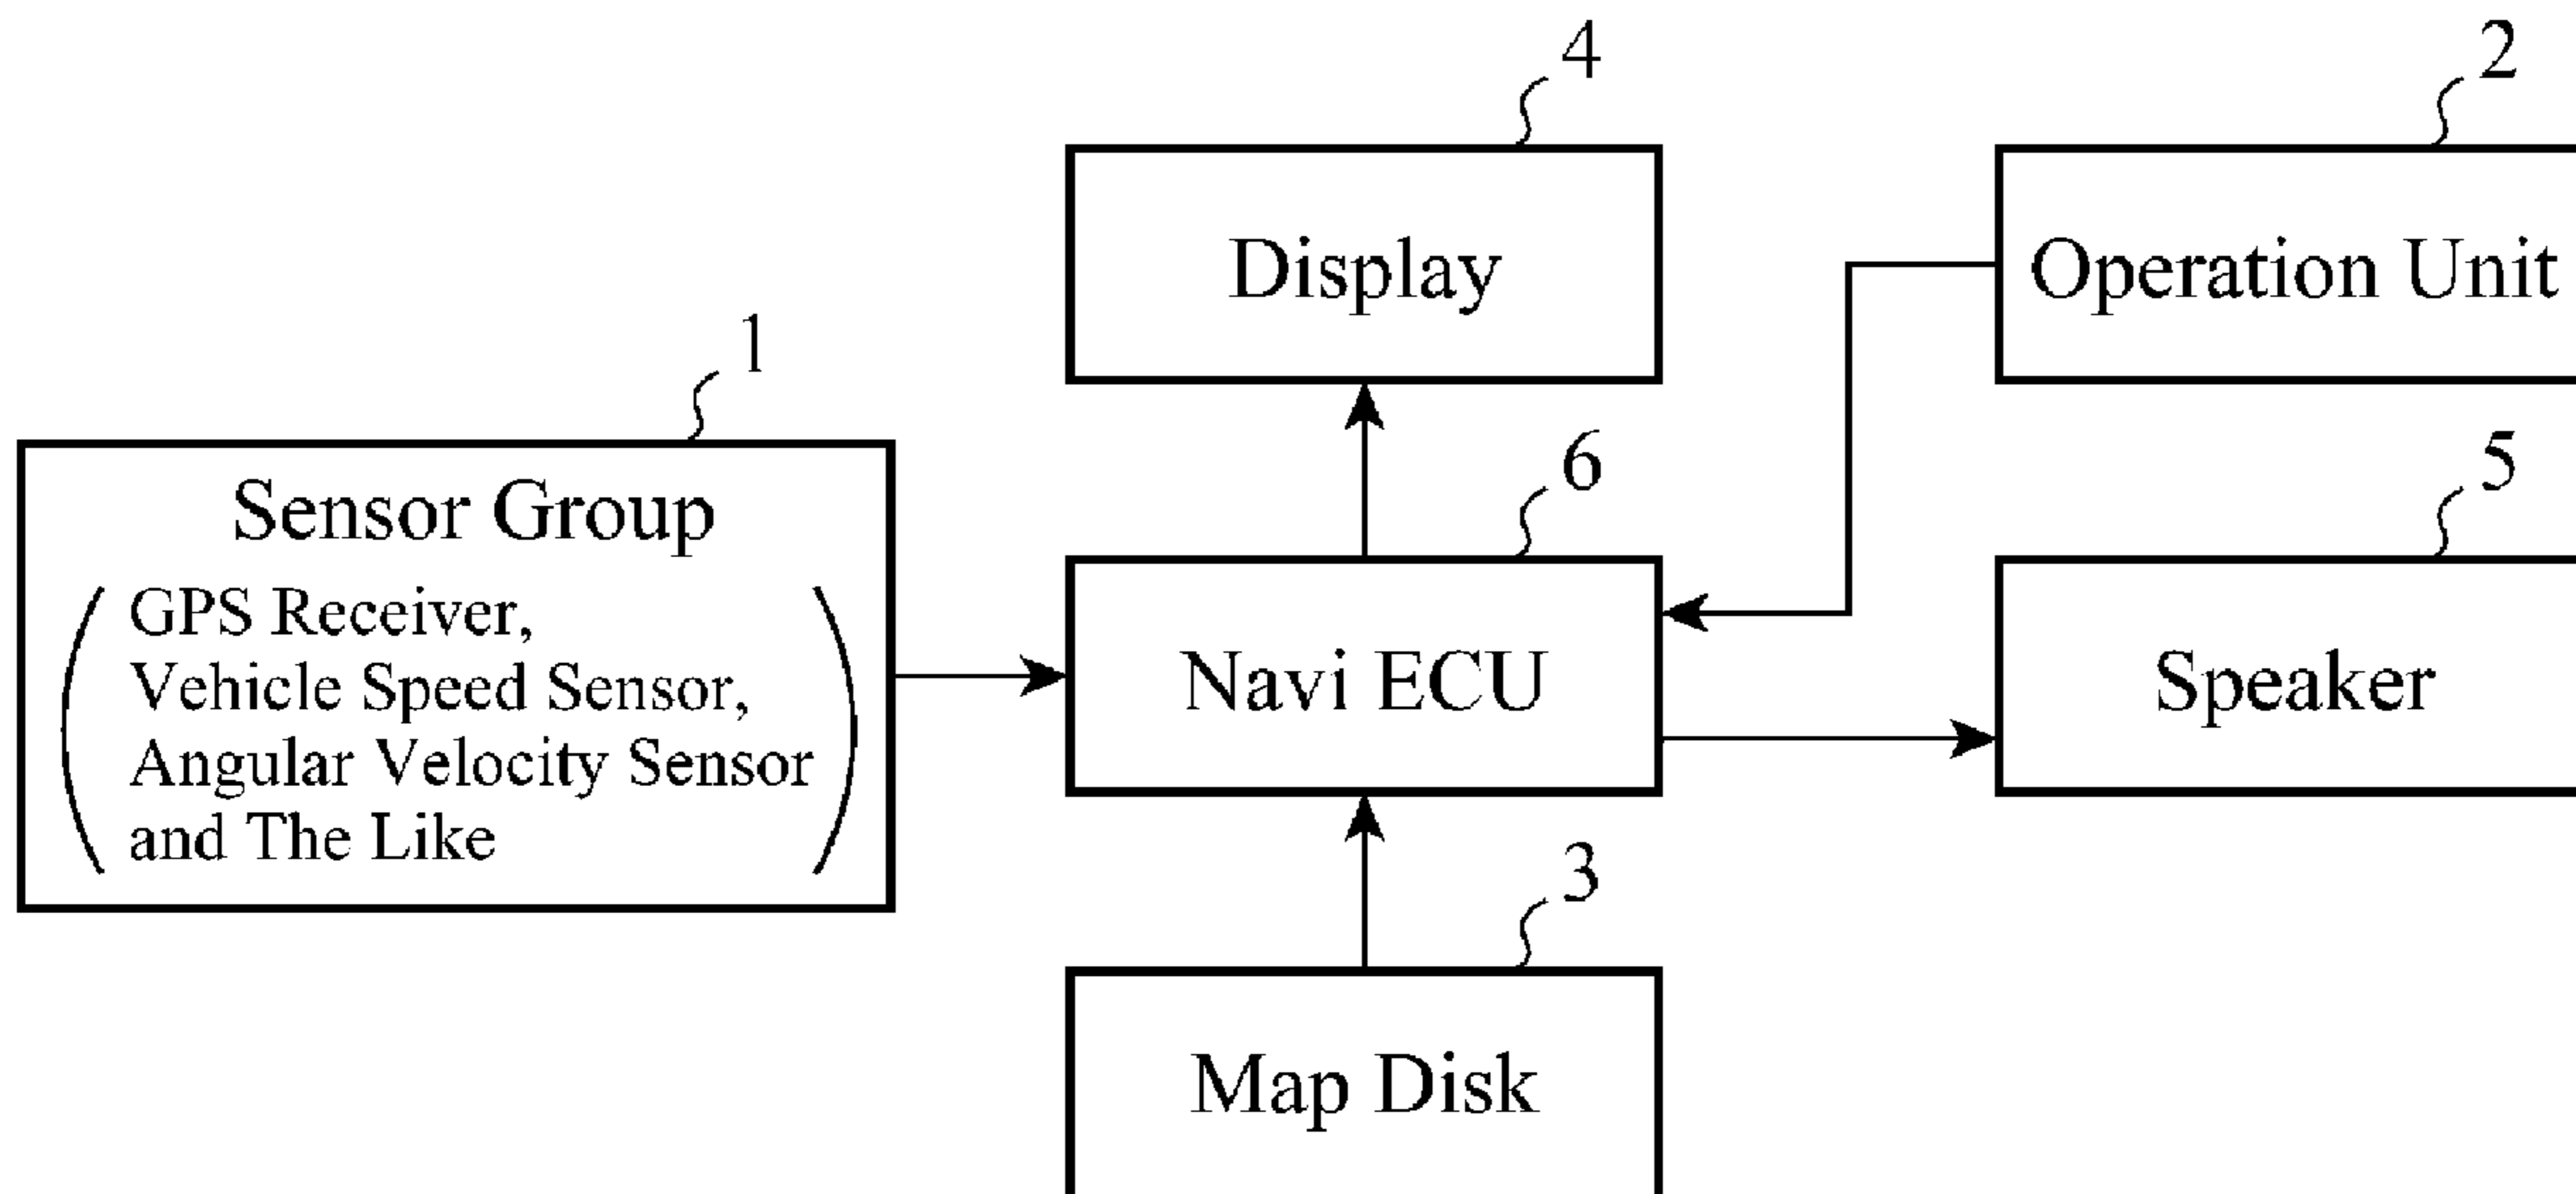 4
2
Display
Operation Unit
1
Sensor Group
GPS Receiver,
Vehicle Speed Sensor,
Angular Velocity Sensor
and The Like
6
5
Navi ECU
Speaker
3
Map Disk